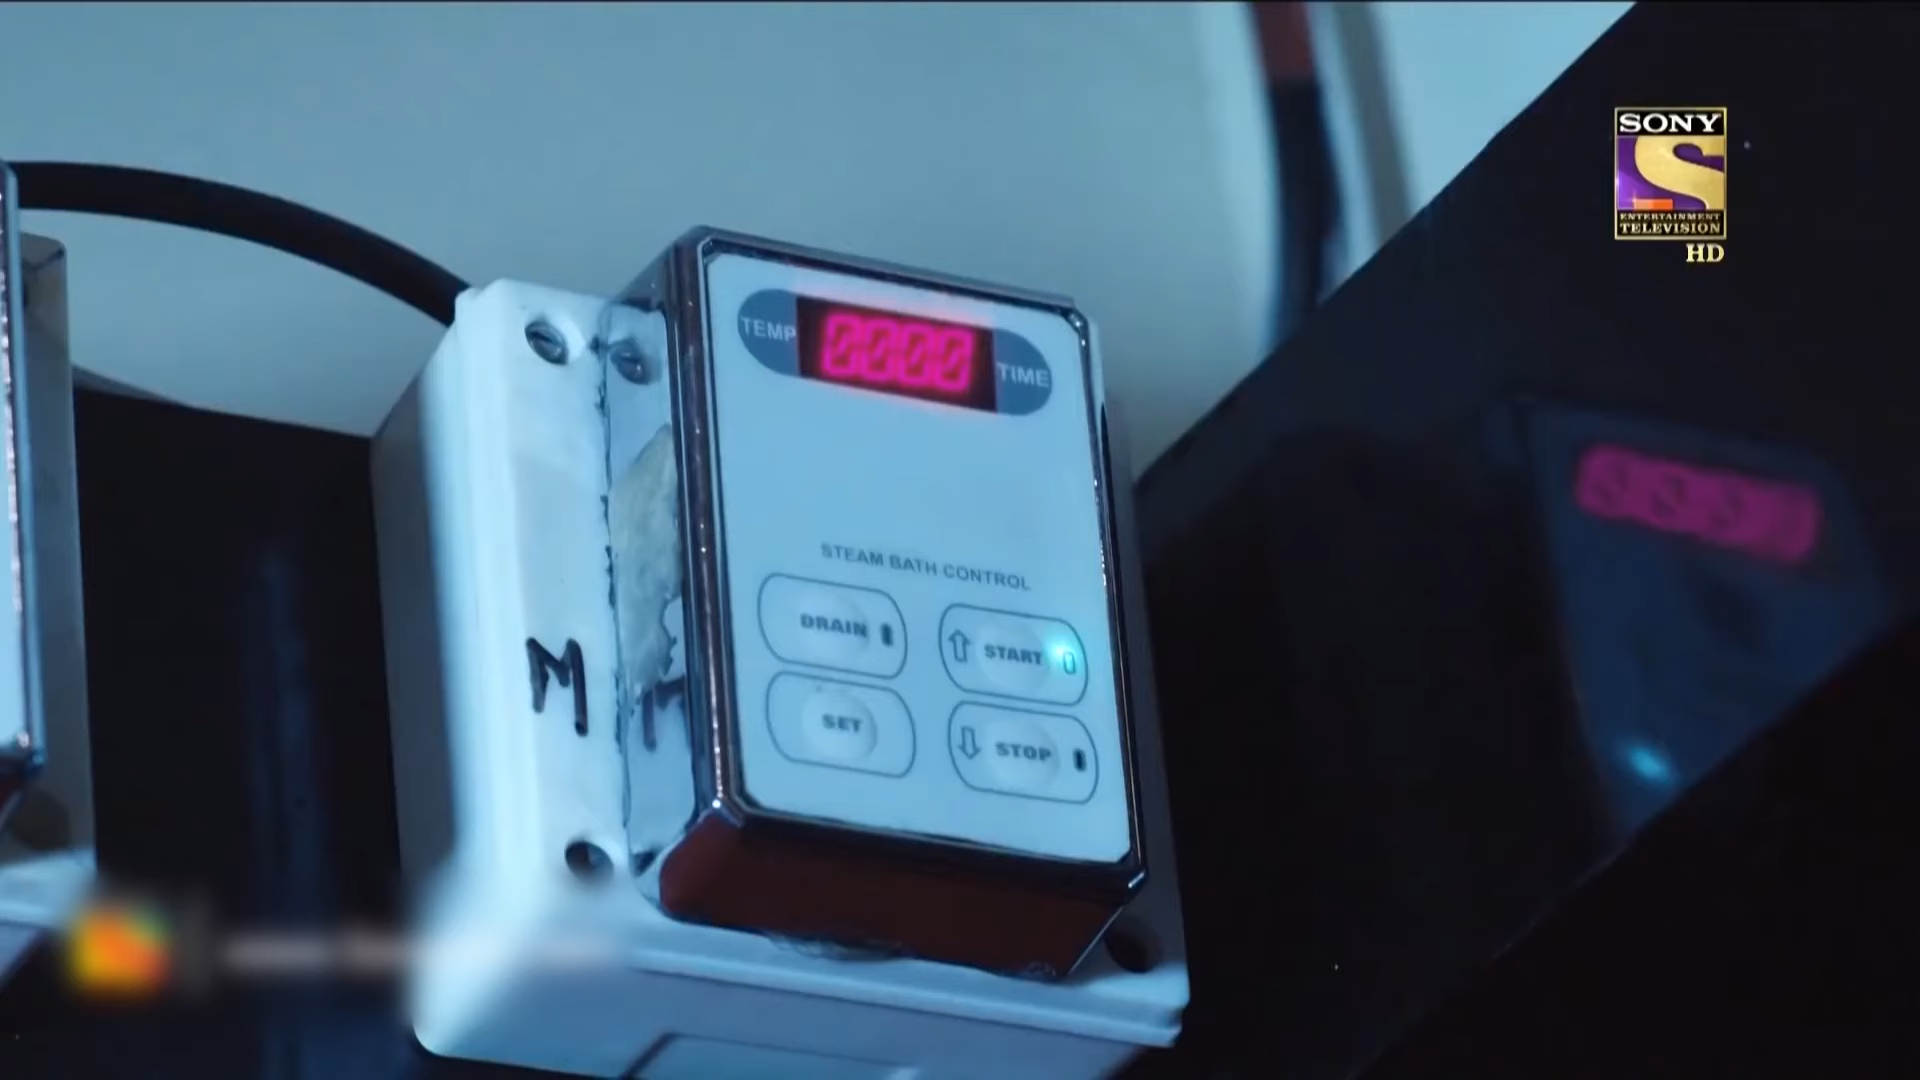 SONY
ENTERTAINMENT
TELEVISION
HD
TEMP
0000
TIME
STEAM BATH CONTROL
DRAIN
START
SET
STOP
M